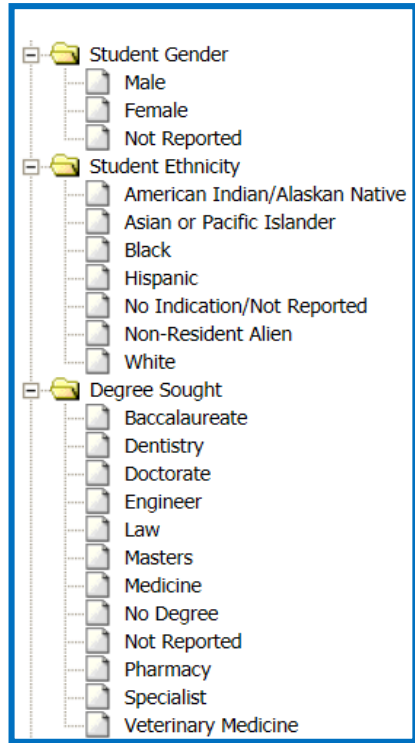 Student Gender
Male
Female
Not Reported
Student Ethnicity
American Indian/Alaskan Native
Asian or Pacific Islander
Black
Hispanic
No Indication/Not Reported
Non-Resident Alien
White
Degree Sought
Baccalaureate
Dentistry
Doctorate
Engineer
Law
Masters
Medicine
No Degree
Not Reported
Pharmacy
Specialist
Veterinary Medicine